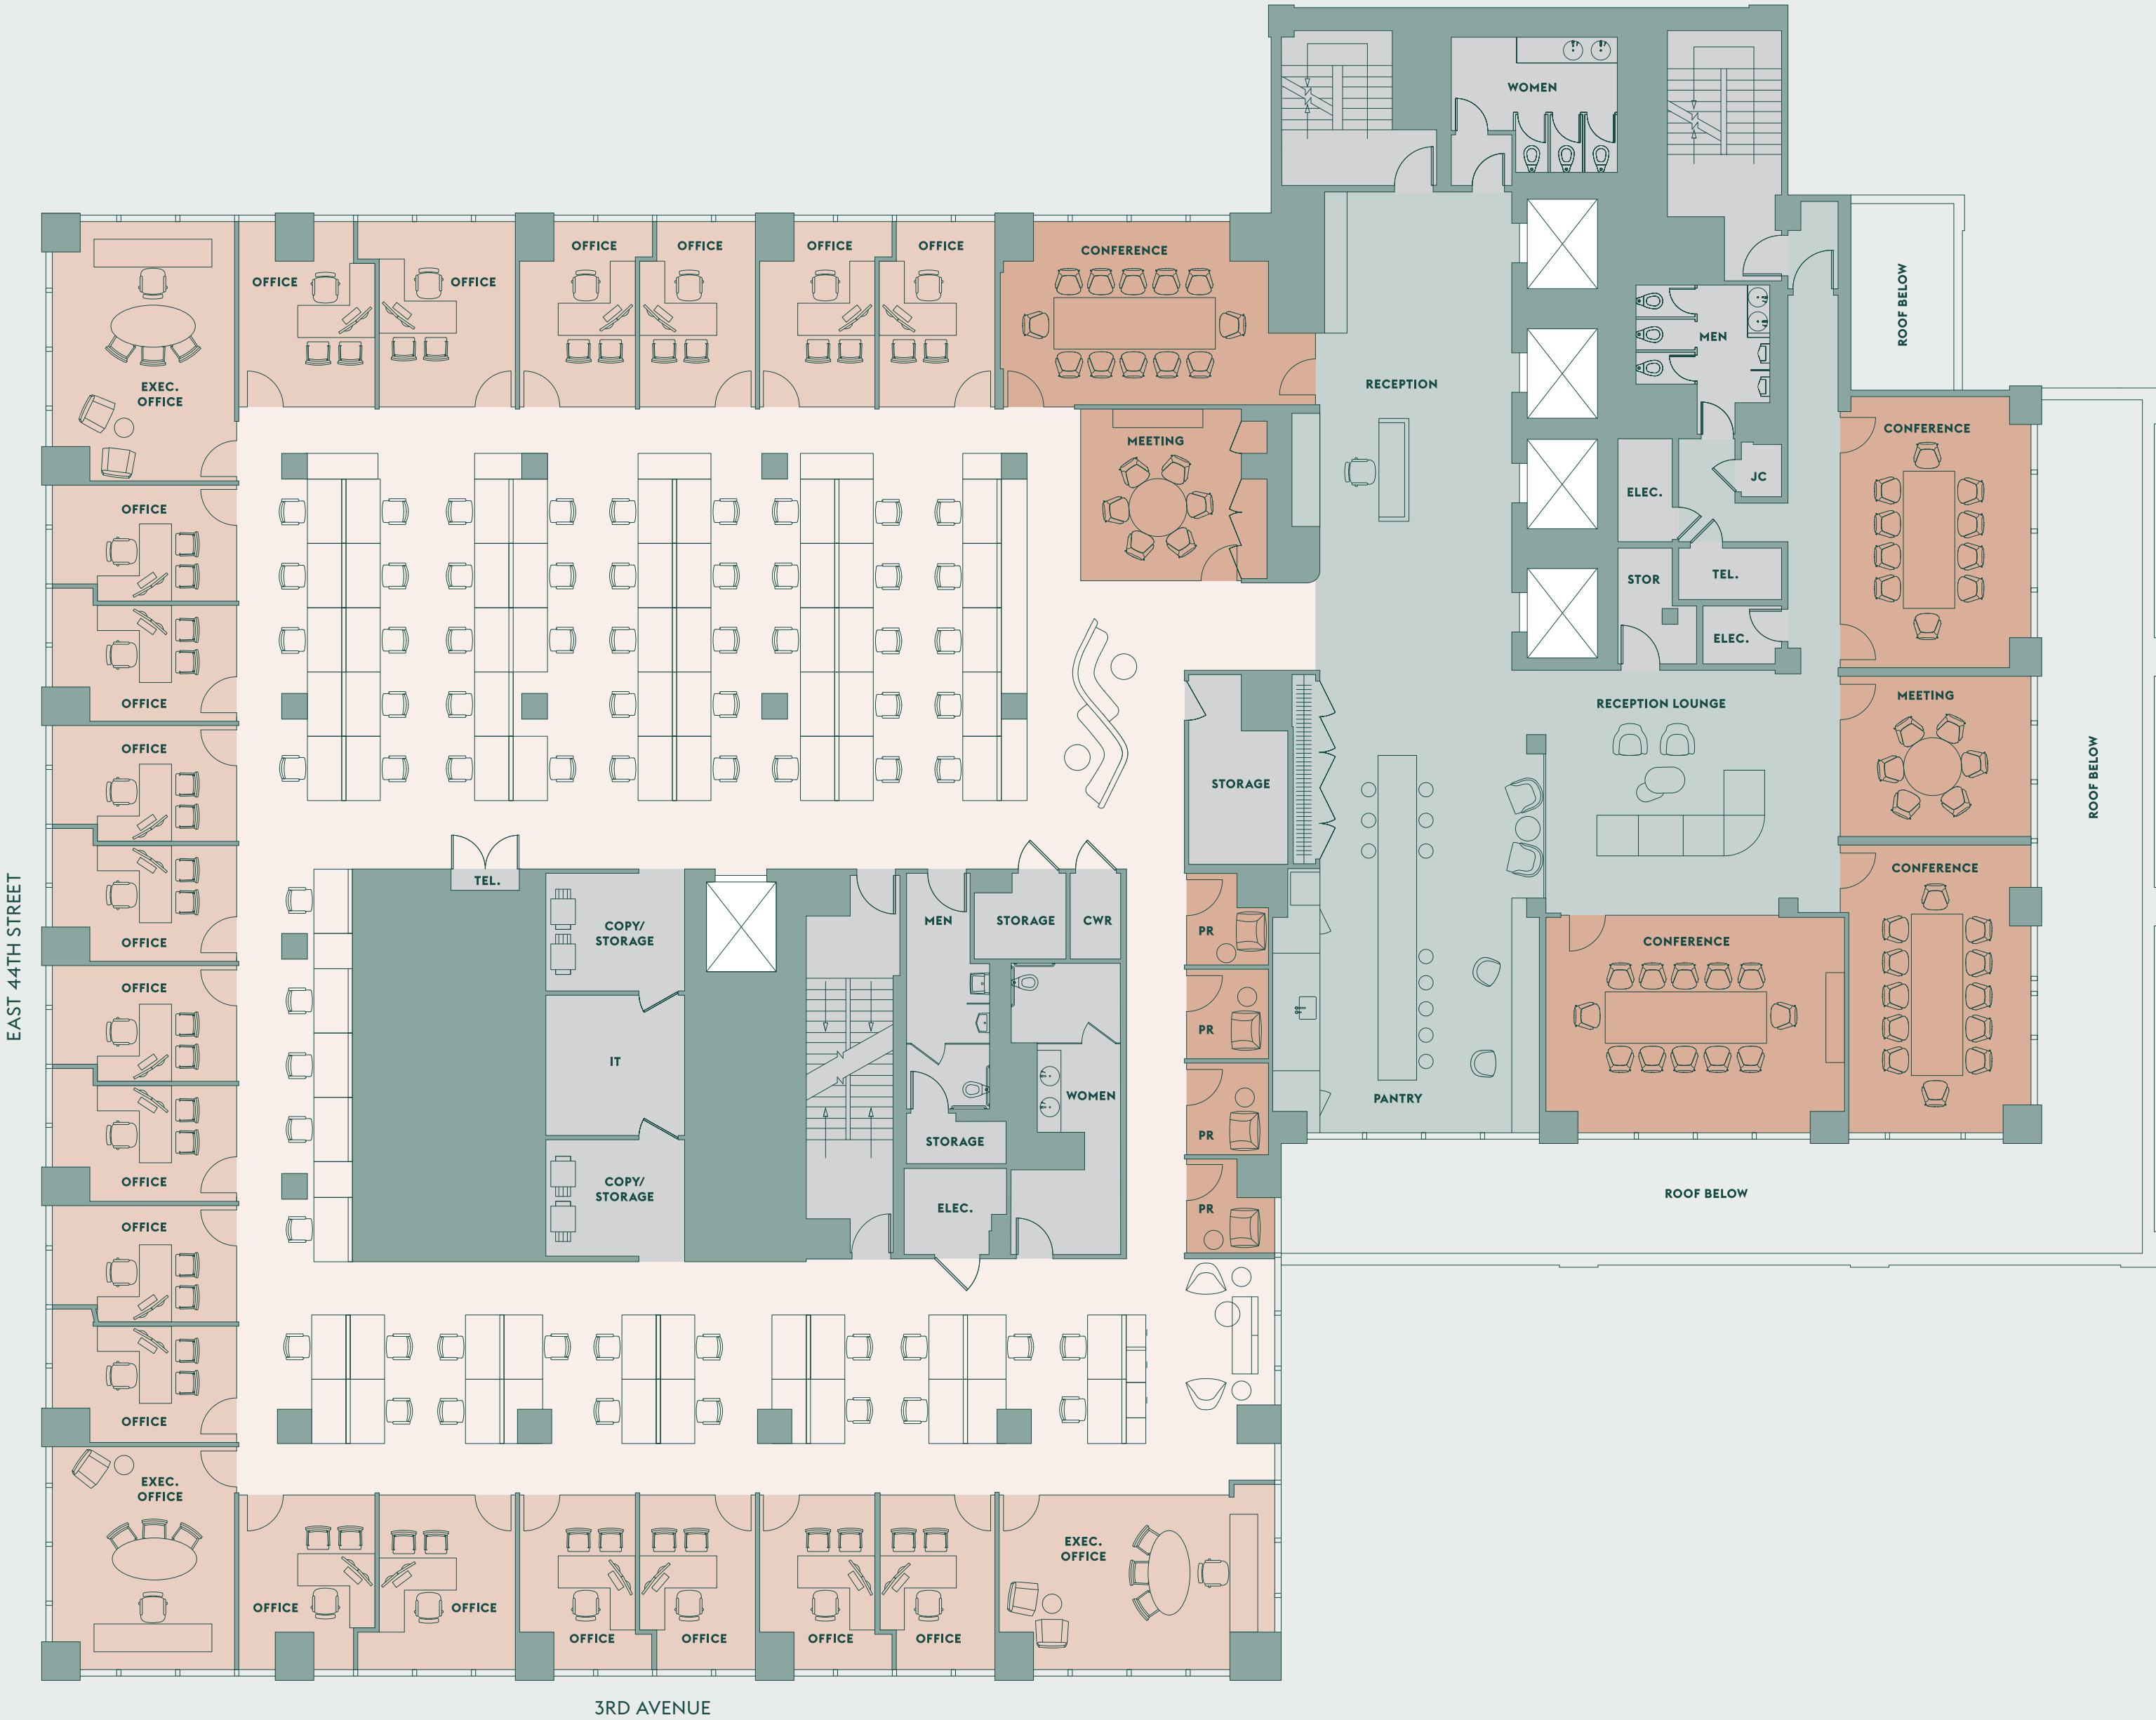 WOMEN
OFFICE
OFFICE
OFFICE
OFFICE
CONFERENCE
OFFICE
OFFICE
ROOF BELOW
MEN
RECEPTION
EXEC.
OFFICE
CONFERENCE
MEETING
JC
ELEC.
OFFICE
STOR
TEL.
ELEC.
OFFICE
RECEPTION LOUNGE
MEETING
OFFICE
STORAGE
ROOF BELOW
CONFERENCE
TEL.
EAST 44TH STREET
OFFICE
COPY/
STORAGE
MEN
STORAGE
CWR
PR
CONFERENCE
OFFICE
PR
IT
WOMEN
PANTRY
PR
STORAGE
OFFICE
COPY/
STORAGE
ELEC.
PR
ROOF BELOW
OFFICE
OFFICE
EXEC.
OFFICE
EXEC.
OFFICE
OFFICE
OFFICE
OFFICE
OFFICE
OFFICE
OFFICE
3RD AVENUE